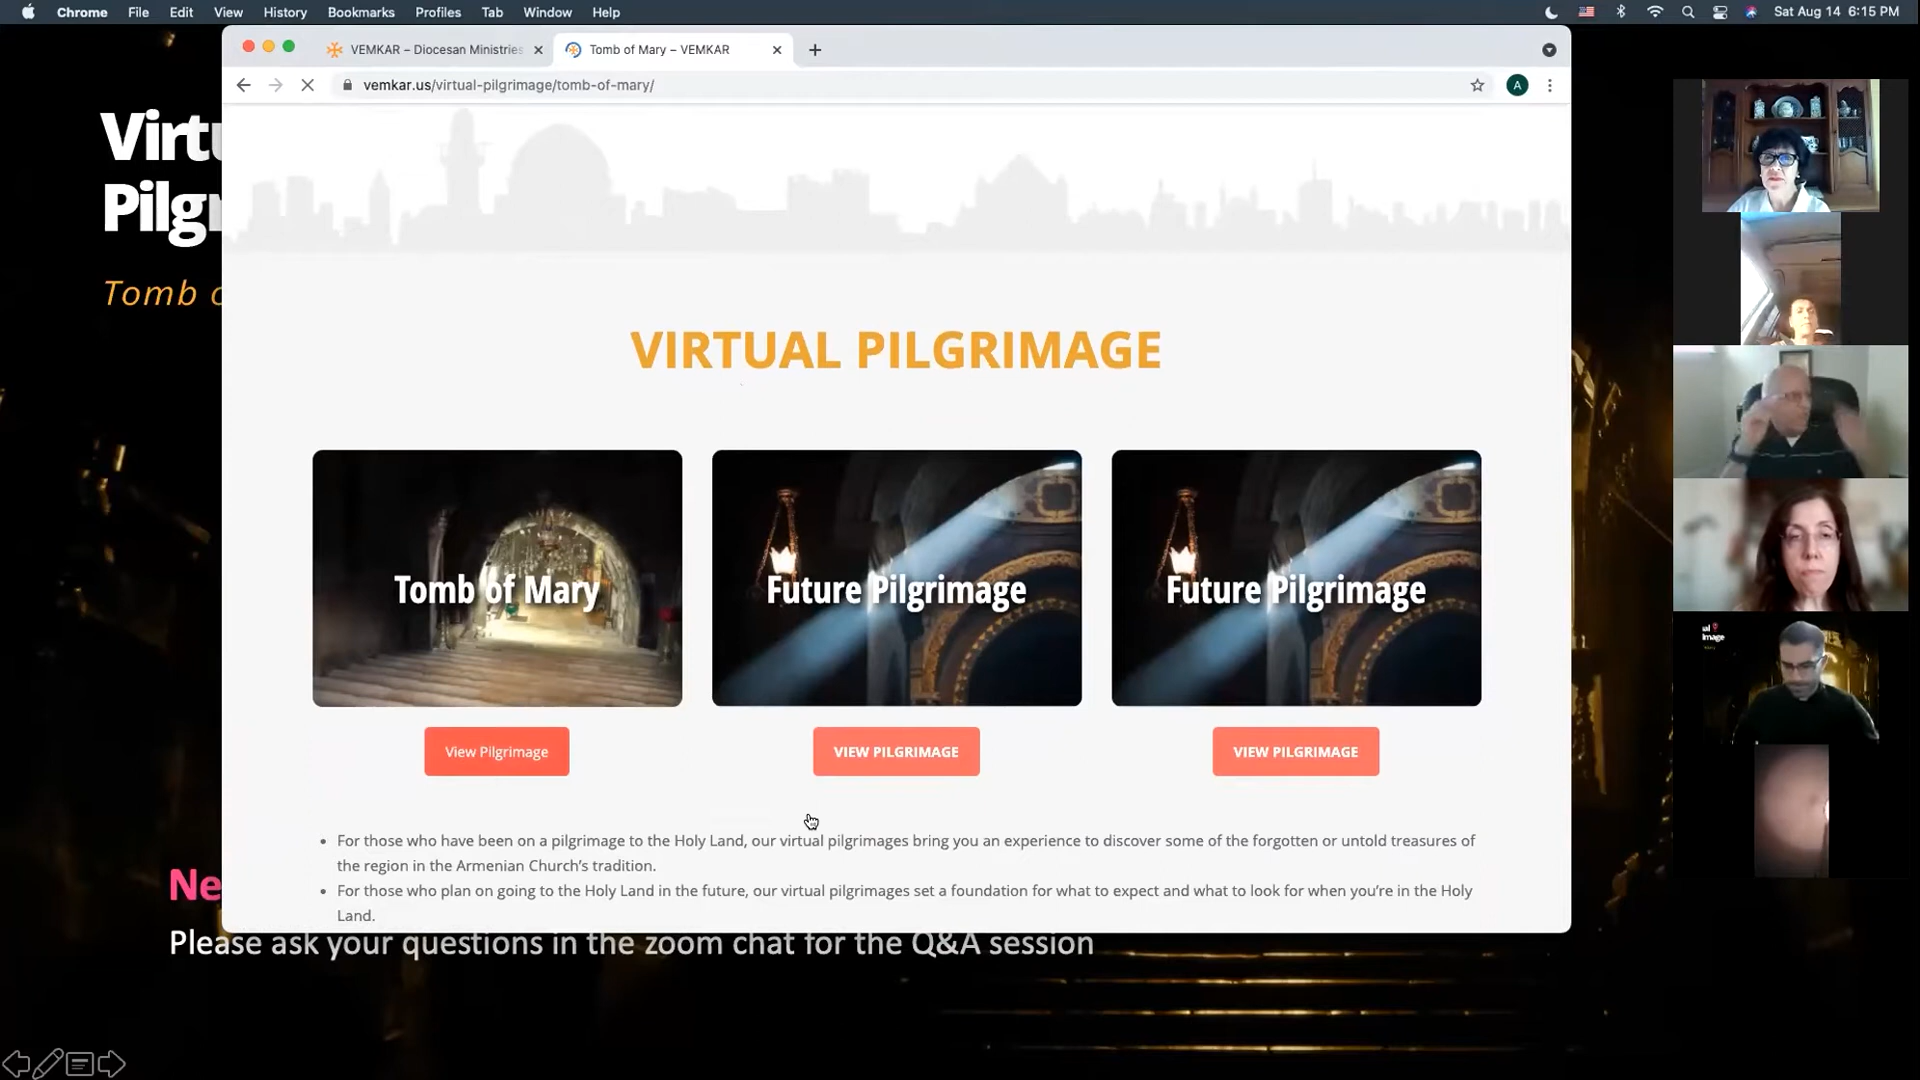 Chrome File Edit View History Bookmarks Profiles Tab Window Help
Sat Aug 14 6:15 PM
VEMKAR – Diocesan Ministries
Tomb of Mary – VEMKAR
vemkar.us/virtual-pilgrimage/tomb-of-mary/
A
Virtu
Pilgr
Tomb o
VIRTUAL PILGRIMAGE
Tomb of Mary
Future Pilgrimage
Future Pilgrimage
View Pilgrimage
VIEW PILGRIMAGE
VIEW PILGRIMAGE
• For those who have been on a pilgrimage to the Holy Land, our virtual pilgrimages bring you an experience to discover some of the forgotten or untold treasures of
the region in the Armenian Church's tradition.
• For those who plan on going to the Holy Land in the future, our virtual pilgrimages set a foundation for what to expect and what to look for when you're in the Holy
Land.
Ne
Please ask your questions in the zoom chat for the Q&A session